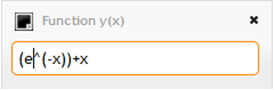 Function y(x)
(e^(-x))+x